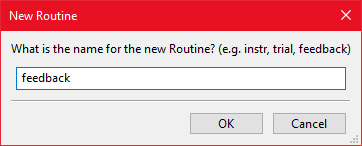 New Routine
What is the name for the new Routine? (e.g. instr, trial, feedback)
feedback
OK Cancel